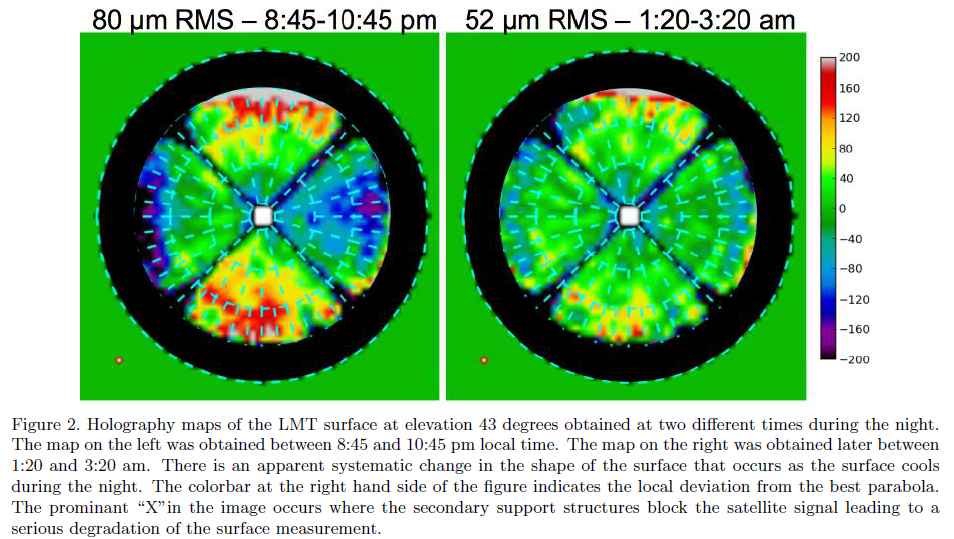 80 µm RMS – 8:45-10:45 pm
52 µm RMS – 1:20-3:20 am
200
160
120
80
40
0
−40
−80
−120
−160
−200
Figure 2. Holography maps of the LMT surface at elevation 43 degrees obtained at two different times during the night.
The map on the left was obtained between 8:45 and 10:45 pm local time. The map on the right was obtained later between
1:20 and 3:20 am. There is an apparent systematic change in the shape of the surface that occurs as the surface cools
during the night. The colorbar at the right hand side of the figure indicates the local deviation from the best parabola.
The prominent “X”in the image occurs where the secondary support structures block the satellite signal leading to a
serious degradation of the surface measurement.